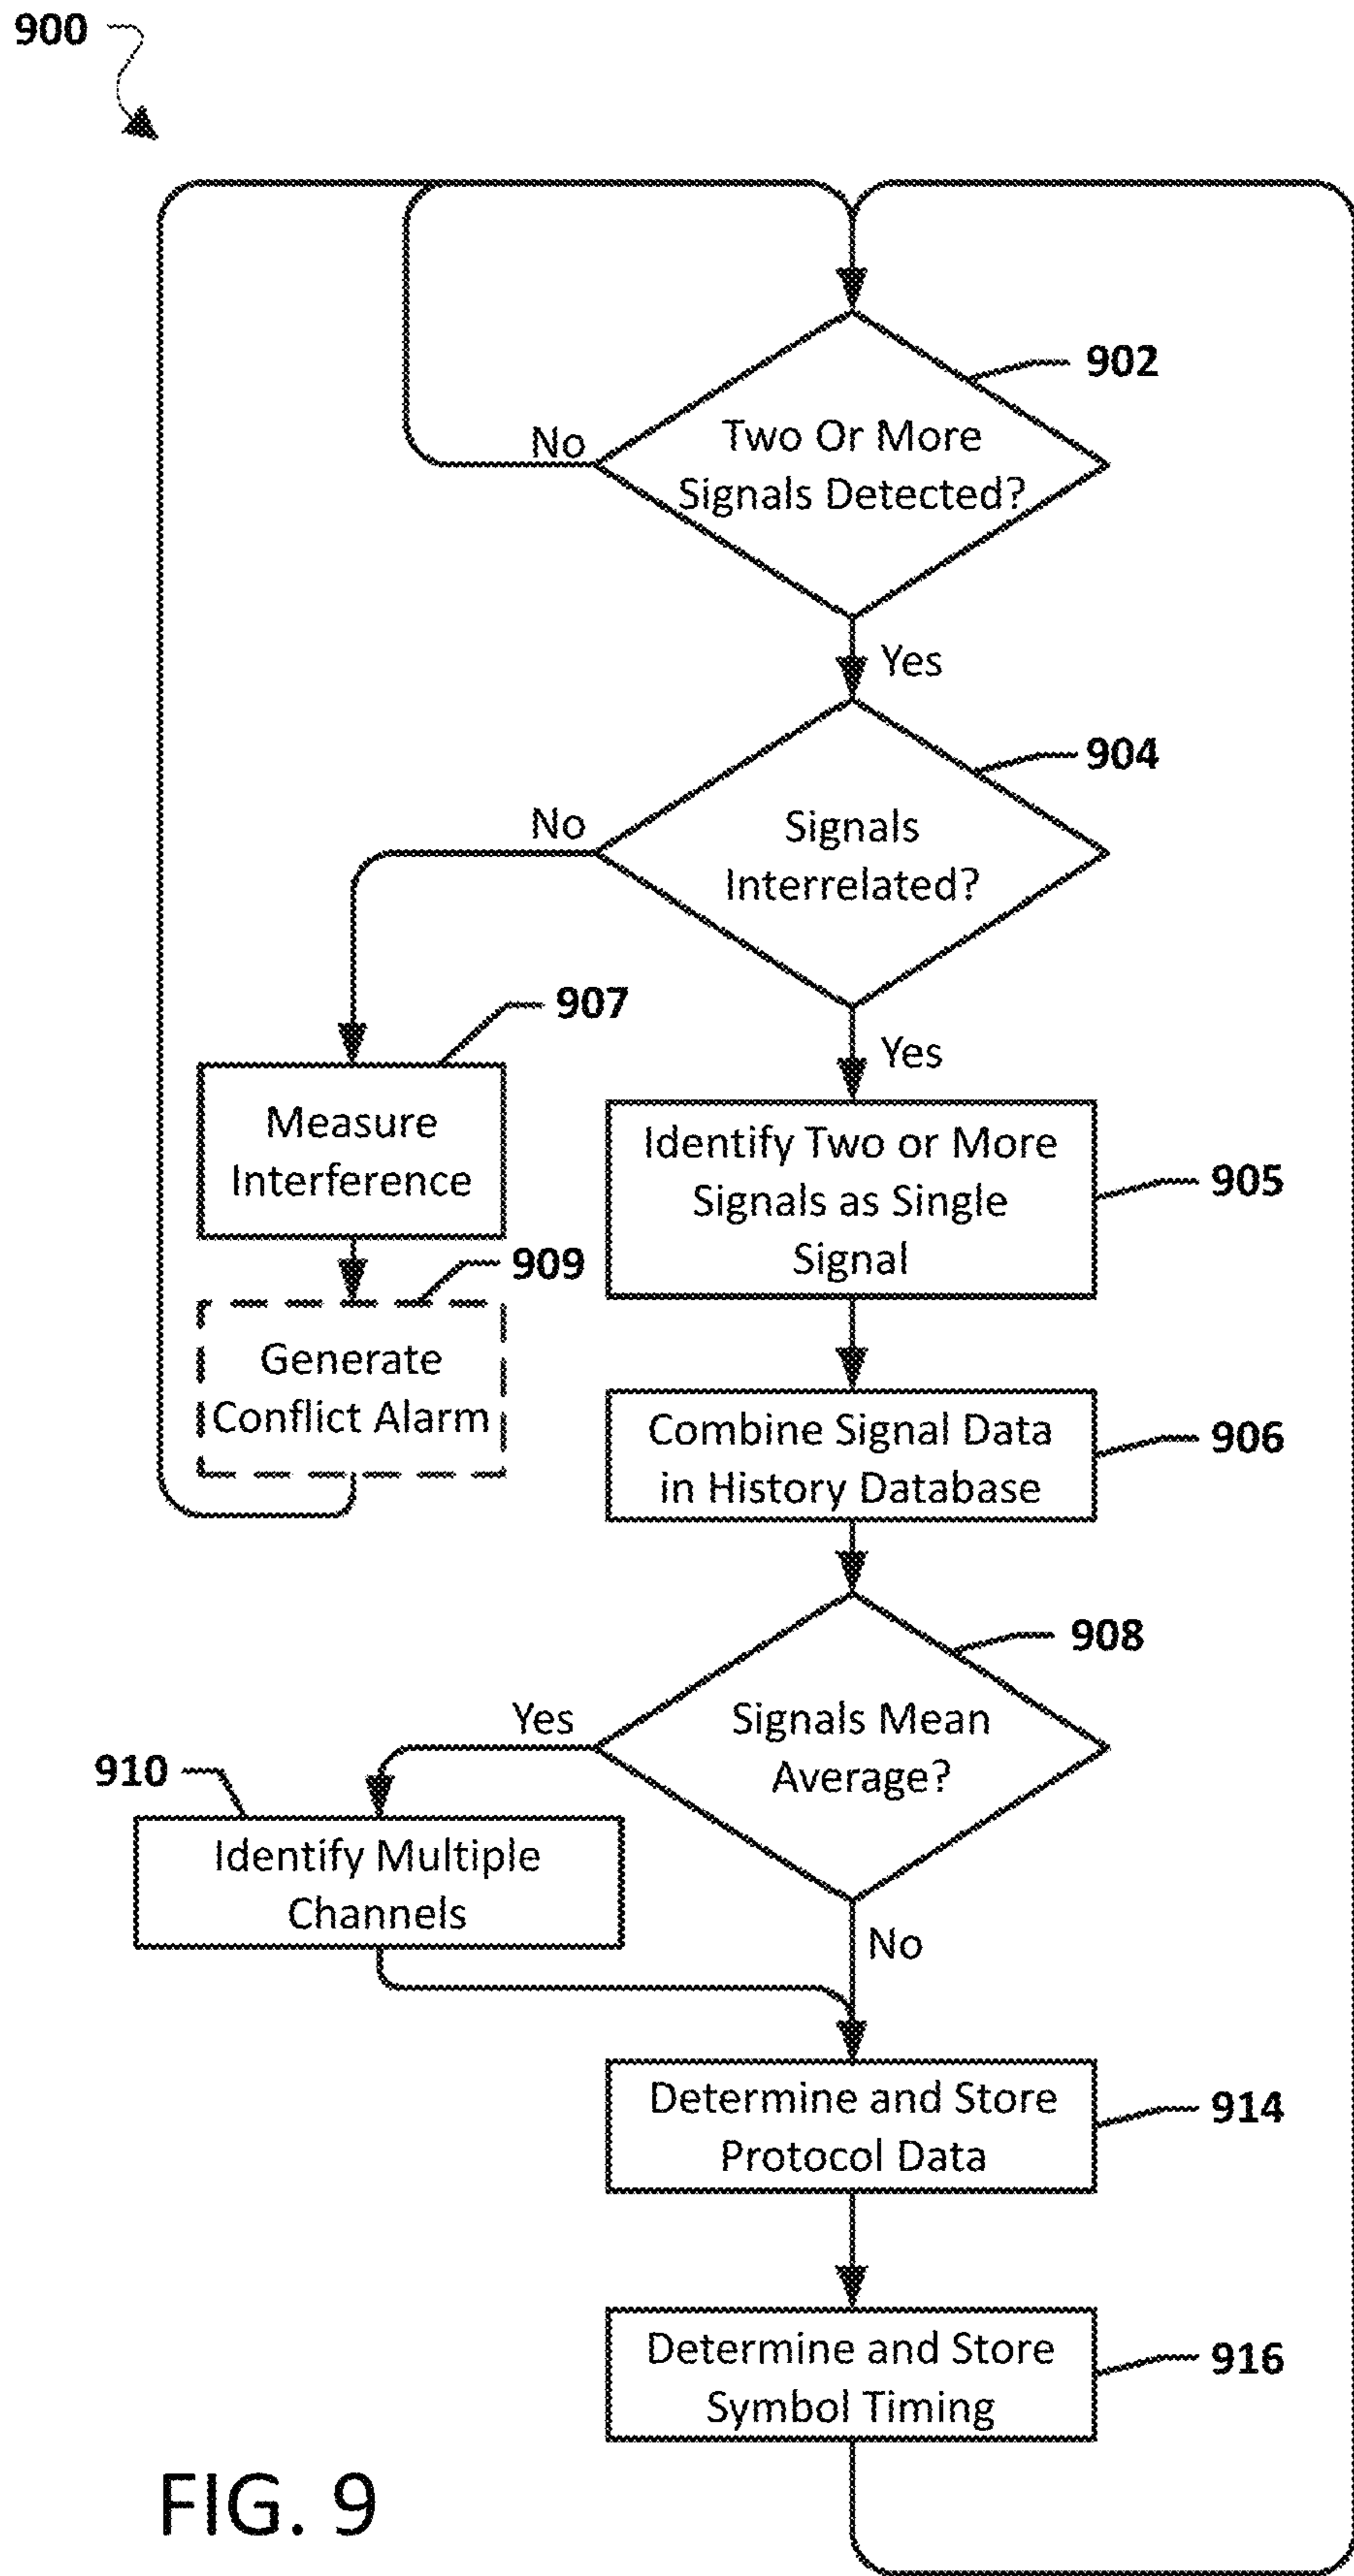 900
902
No
Two Or More
Signals Detected?
Yes
904
No
Signals
Interrelated?
907
Yes
Measure
Interference
Identify Two or More
Signals as Single
Signal
905
909
Generate
Conflict Alarm
Combine Signal Data
in History Database
906
908
Yes
Signals Mean
Average?
910
Identify Multiple
Channels
No
Determine and Store
Protocol Data
914
Determine and Store
Symbol Timing
916
FIG. 9